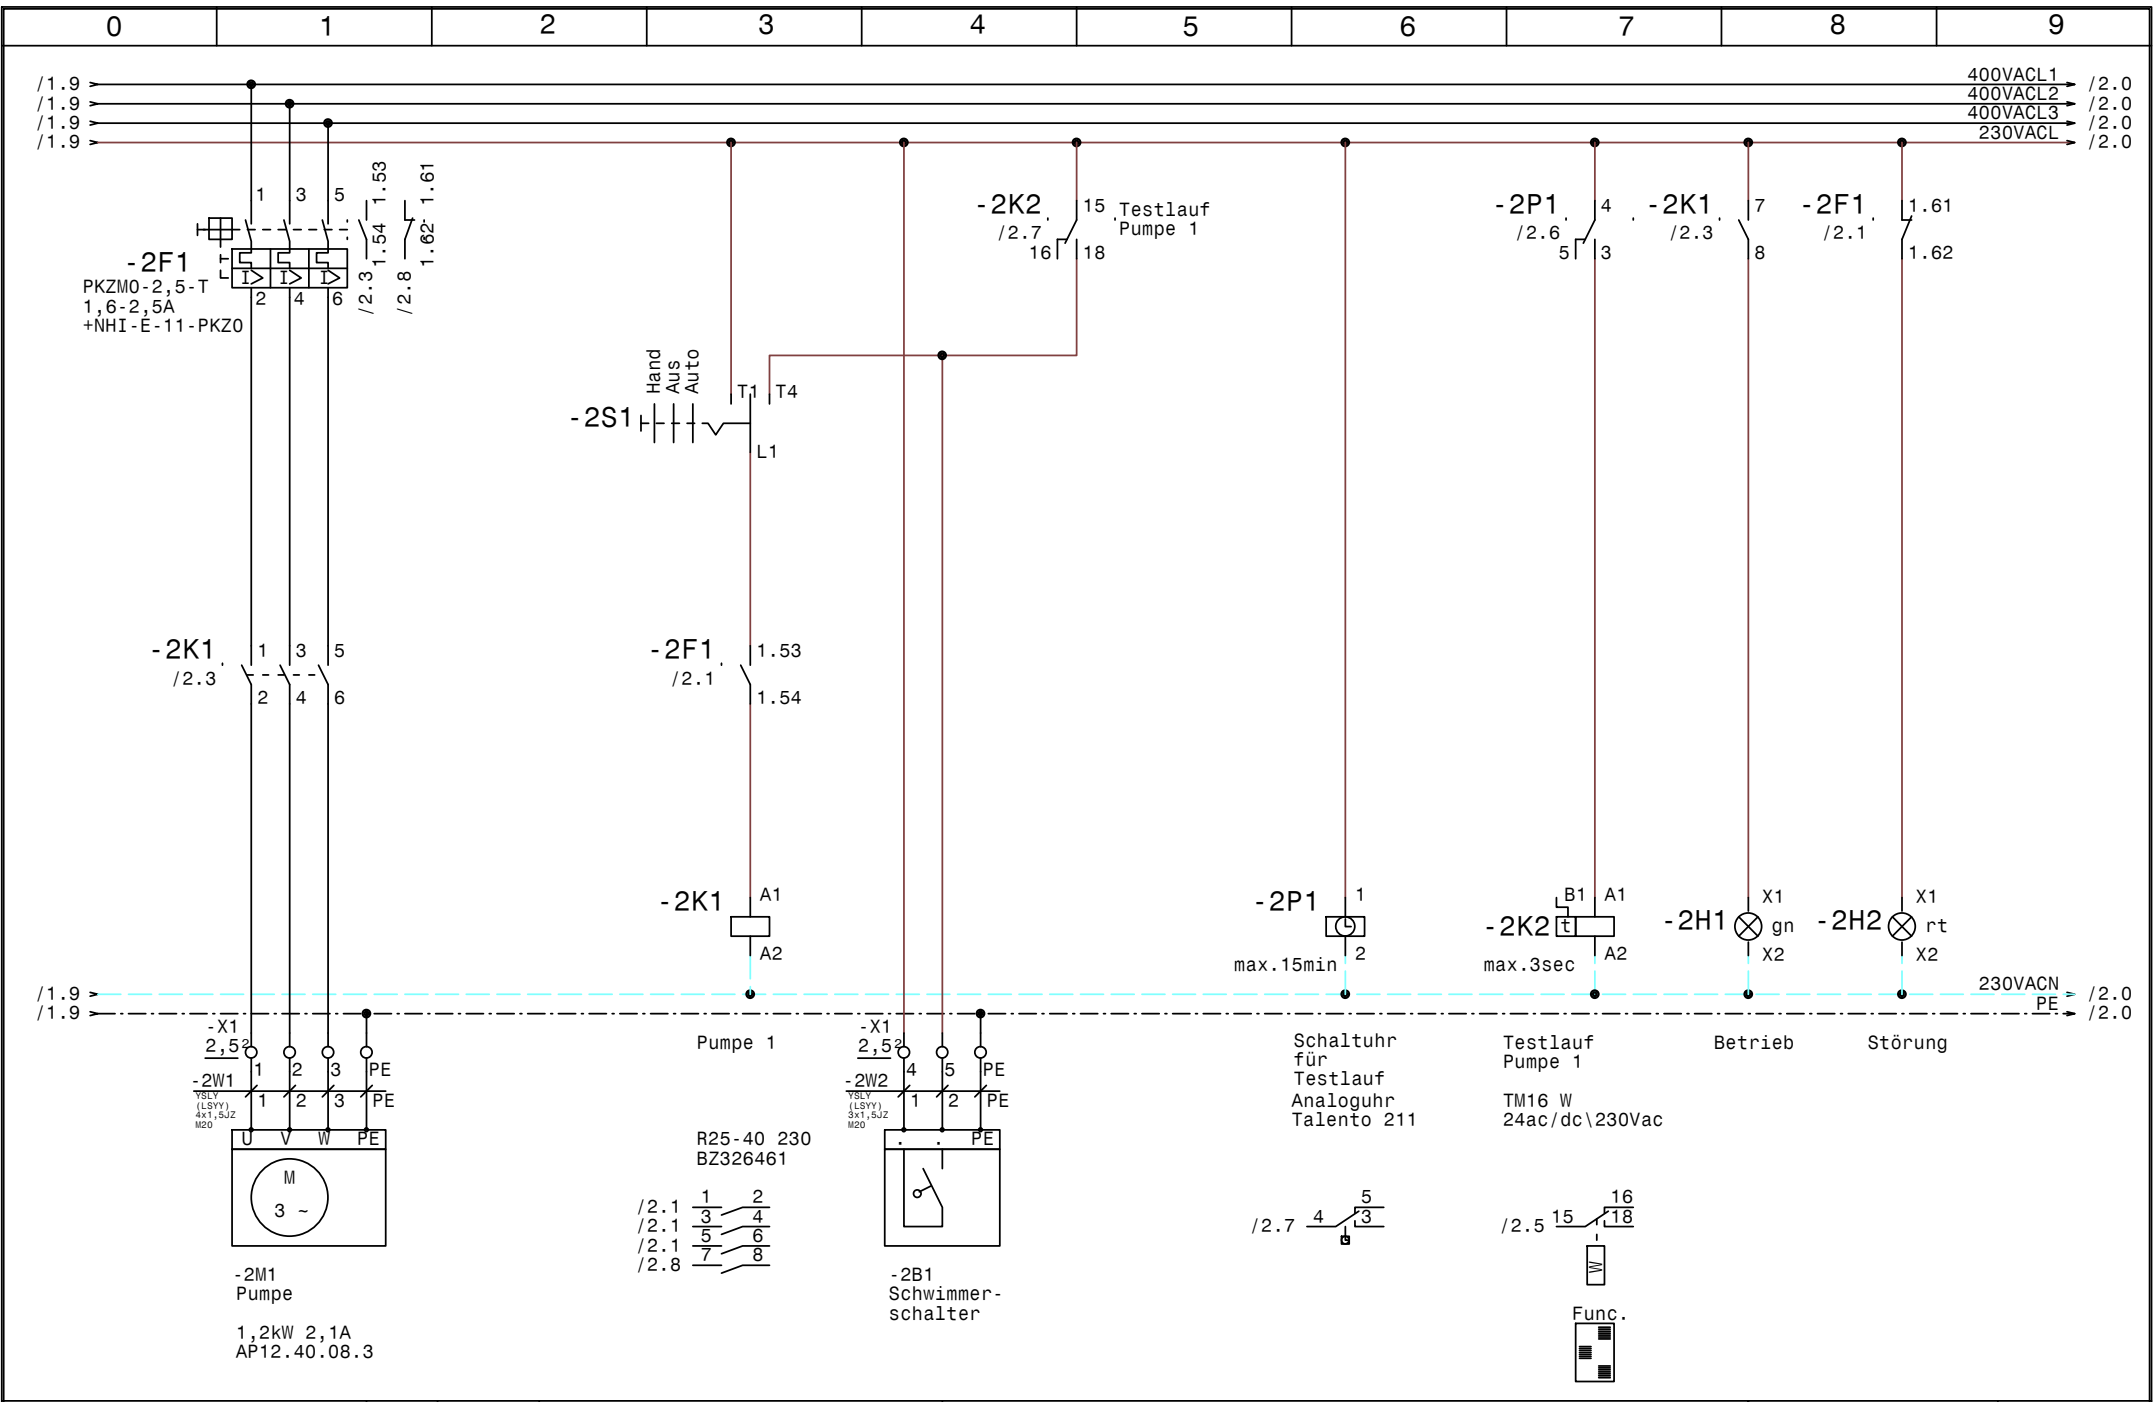 0 1 2 3 4 5 6 7 8 9
/1.9 400VACL1 /2.0
/1.9 400VACL2 /2.0
/1.9 400VACL3 /2.0
/1.9 230VACL /2.0
1 3 5 1.53 1.61
1.54 1.62
/2.3 /2.8
-2F1
PKZM0-2,5-T
1,6-2,5A
+NHI-E-11-PKZ0
I> I> I>
2 4 6
-2K2 15 Testlauf
/2.7 Pumpe 1
16 18
-2P1 4
/2.6
5 3
-2K1 7
/2.3
8
-2F1 1.61
/2.1
1.62
Hand
Aus
Auto
T1 T4
-2S1
L1
-2K1 1 3 5
/2.3
2 4 6
-2F1 1.53
/2.1
1.54
-2K1 A1
A2
-2P1 1
2
max.15min
B1 A1
-2K2 t
A2
max.3sec
X1
-2H1 gn
X2
X1
-2H2 rt
X2
/1.9 230VACN /2.0
/1.9 PE /2.0
-X1
2,5²
1 2 3 PE
-2W1
YSLY
(LSYY)
4x1,5JZ
M20
1 2 3 PE
U V W PE
M
3 ~
-2M1
Pumpe
1,2kW 2,1A
AP12.40.08.3
Pumpe 1
R25-40 230
BZ326461
/2.1 1 2
/2.1 3 4
/2.1 5 6
/2.8 7 8
-X1
2,5²
4 5 PE
-2W2
YSLY
(LSYY)
3x1,5JZ
M20
1 2 PE
. . PE
-2B1
Schwimmer-
schalter
Schaltuhr
für
Testlauf
Analoguhr
Talento 211
5
/2.7 4 3
Testlauf
Pumpe 1
TM16 W
24ac/dc\230Vac
16
/2.5 15 18
W
Func.
Betrieb
Störung